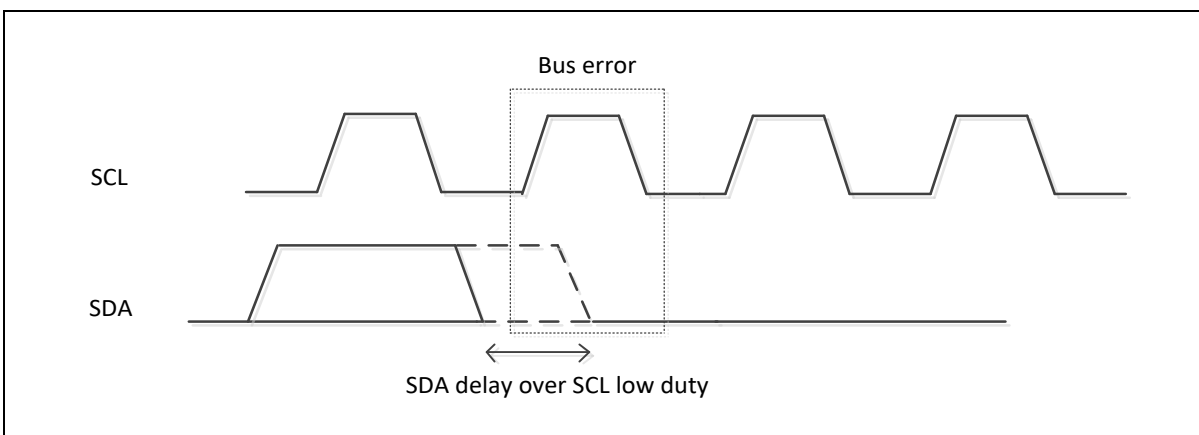 Bus error
SCL
SDA
SDA delay over SCL low duty